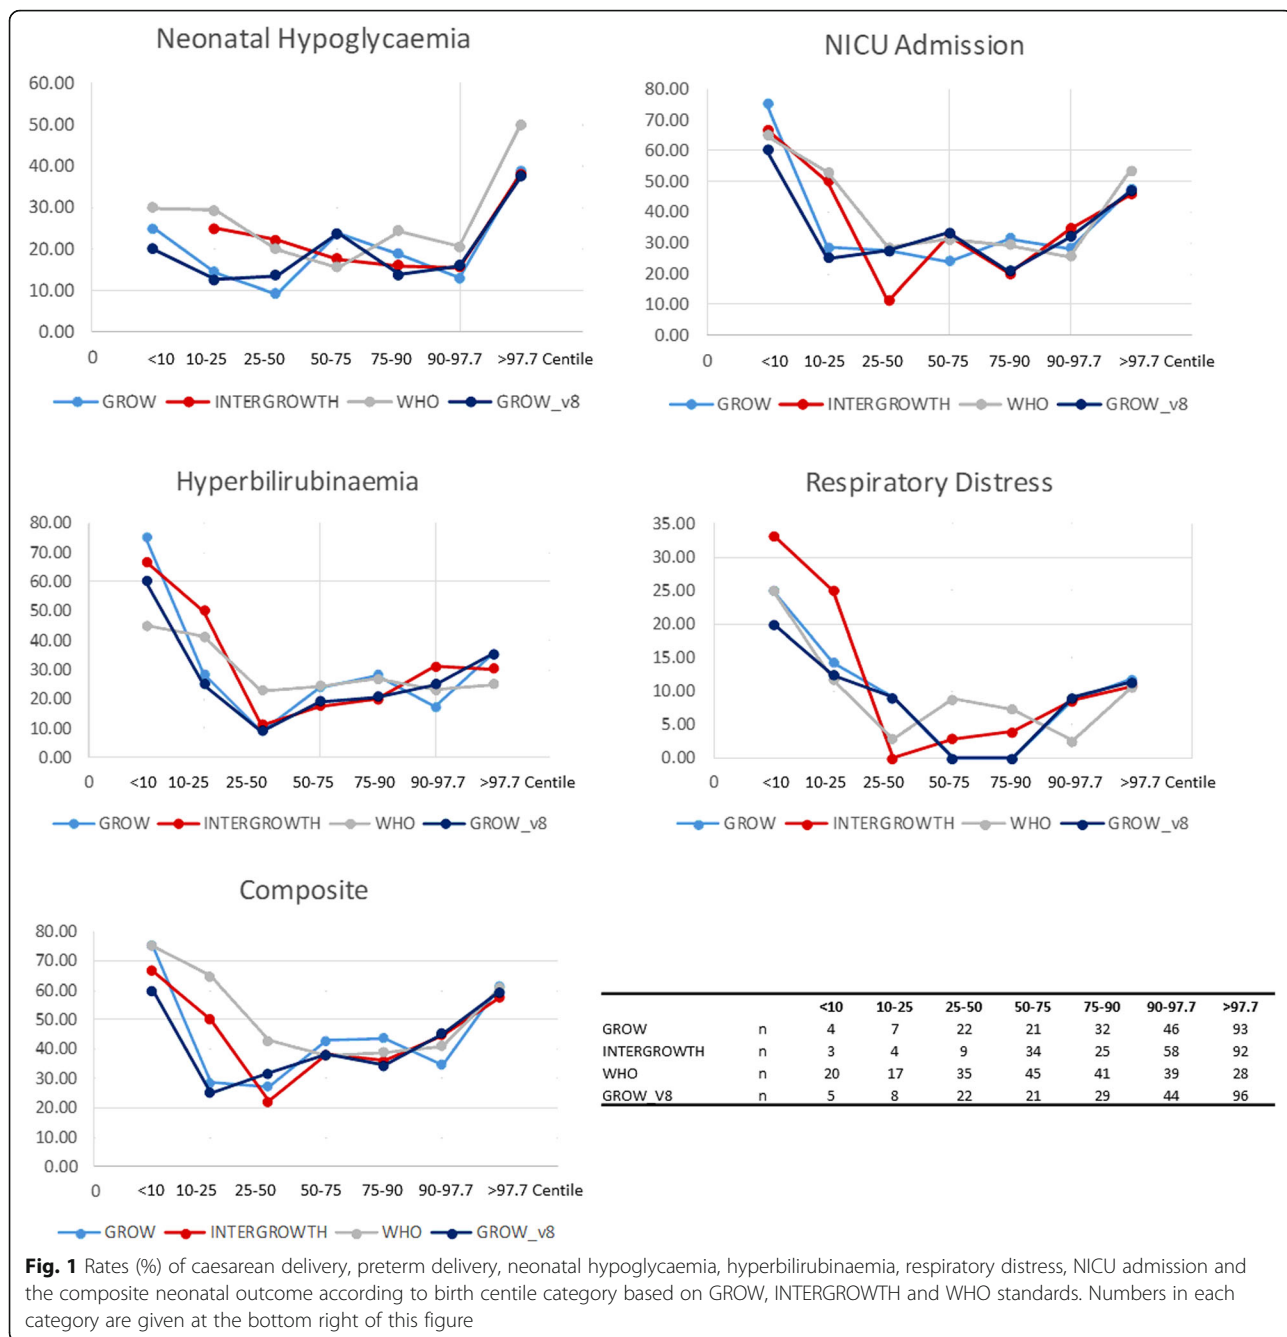 Neonatal Hypoglycaemia
60.00
50.00
40.00
30.00
20.00
10.00
0.00
0 <10 10-25 25-50 50-75 75-90 90-97.7 >97.7 Centile
GROW INTERGROWTH WHO GROW_v8
NICU Admission
80.00
70.00
60.00
50.00
40.00
30.00
20.00
10.00
0.00
0 <10 10-25 25-50 50-75 75-90 90-97.7 >97.7 Centile
GROW INTERGROWTH WHO GROW_v8
Hyperbilirubinaemia
80.00
70.00
60.00
50.00
40.00
30.00
20.00
10.00
0.00
0 <10 10-25 25-50 50-75 75-90 90-97.7 >97.7 Centile
GROW INTERGROWTH WHO GROW_v8
Respiratory Distress
35.00
30.00
25.00
20.00
15.00
10.00
5.00
0.00
0 <10 10-25 25-50 50-75 75-90 90-97.7 >97.7 Centile
GROW INTERGROWTH WHO GROW_v8
Composite
80.00
70.00
60.00
50.00
40.00
30.00
20.00
10.00
0.00
0 <10 10-25 25-50 50-75 75-90 90-97.7 >97.7 Centile
GROW INTERGROWTH WHO GROW_v8
<10 10-25 25-50 50-75 75-90 90-97.7 >97.7
GROW n 4 7 22 21 32 46 93
INTERGROWTH n 3 4 9 34 25 58 92
WHO n 20 17 35 45 41 39 28
GROW_V8 n 5 8 22 21 29 44 96
Fig. 1 Rates (%) of caesarean delivery, preterm delivery, neonatal hypoglycaemia, hyperbilirubinaemia, respiratory distress, NICU admission and
the composite neonatal outcome according to birth centile category based on GROW, INTERGROWTH and WHO standards. Numbers in each
category are given at the bottom right of this figure